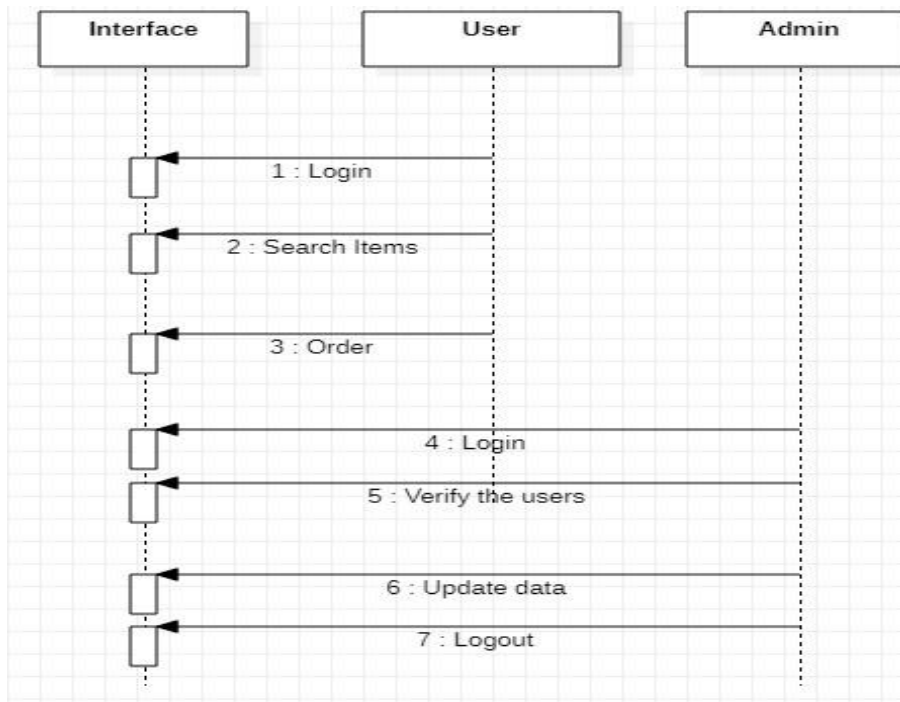 Interface
User
Admin
1 : Login
2 : Search Items
3 : Order
4 : Login
5 : Verify the users
6 : Update data
7 : Logout